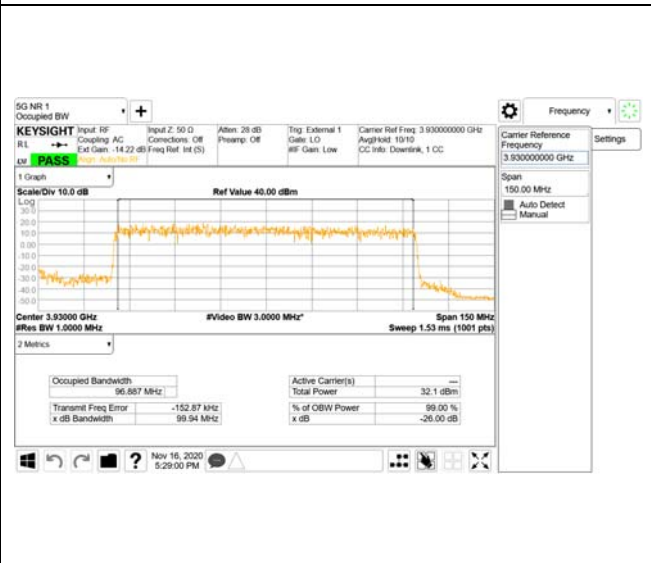 5G NR 1
Occupied BW
Frequency
KEYSIGHT
RL
PASS
Input: RF
Coupling: AC
Ext Gain: -14.22 dB
Align: Auto/No RF
Input Z: 50 Ω
Corrections: Off
Freq Ref: Int (S)
Atten: 28 dB
Preamp: Off
Trig: External 1
Gate: LO
#IF Gain: Low
Carrier Ref Freq: 3.930000000 GHz
Avg|Hold: 10/10
CC Info: Downlink, 1 CC
Carrier Reference
Frequency
3.930000000 GHz
Settings
Span
150.00 MHz
Auto Detect
Manual
1 Graph
Scale/Div 10.0 dB
Ref Value 40.00 dBm
Log
30.0
20.0
10.0
0.00
-10.0
-20.0
-30.0
-40.0
-50.0
Center 3.93000 GHz
#Video BW 3.0000 MHz*
Span 150 MHz
#Res BW 1.0000 MHz
Sweep 1.53 ms (1001 pts)
2 Metrics
Occupied Bandwidth
96.887 MHz
Transmit Freq Error -152.87 kHz
x dB Bandwidth 99.94 MHz
Active Carrier(s) ---
Total Power 32.1 dBm
% of OBW Power 99.00 %
x dB -26.00 dB
Nov 16, 2020
5:29:00 PM